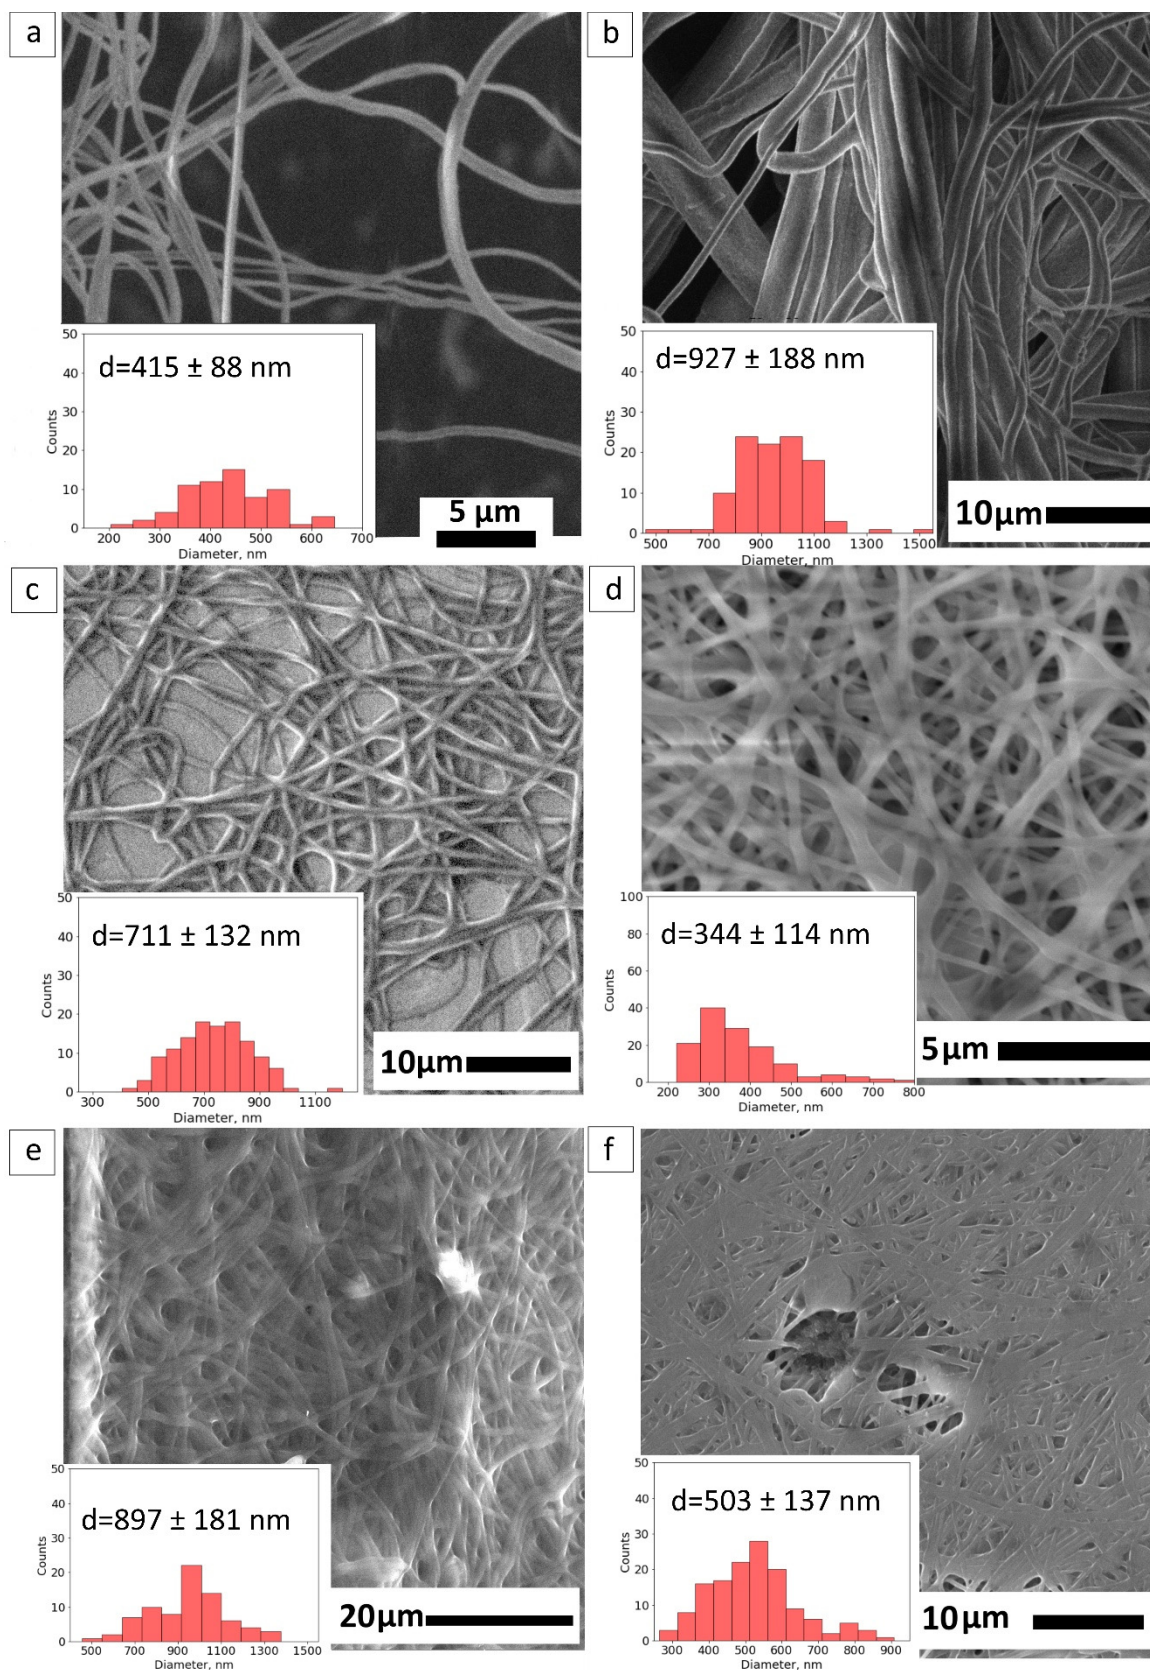 a
d=415 ± 88 nm
50
40
30
20
10
0
Counts
200 300 400 500 600 700
Diameter, nm
5 µm
b
d=927 ± 188 nm
50
40
30
20
10
0
Counts
500 700 900 1100 1300 1500
Diameter, nm
10µm
c
d=711 ± 132 nm
50
40
30
20
10
0
Counts
300 500 700 900 1100
Diameter, nm
10µm
d
d=344 ± 114 nm
100
80
60
40
20
0
Counts
200 300 400 500 600 700 800
Diameter, nm
5µm
e
d=897 ± 181 nm
50
40
30
20
10
0
Counts
500 700 900 1100 1300 1500
Diameter, nm
20µm
f
d=503 ± 137 nm
50
40
30
20
10
0
Counts
300 400 500 600 700 800 900
Diameter, nm
10µm